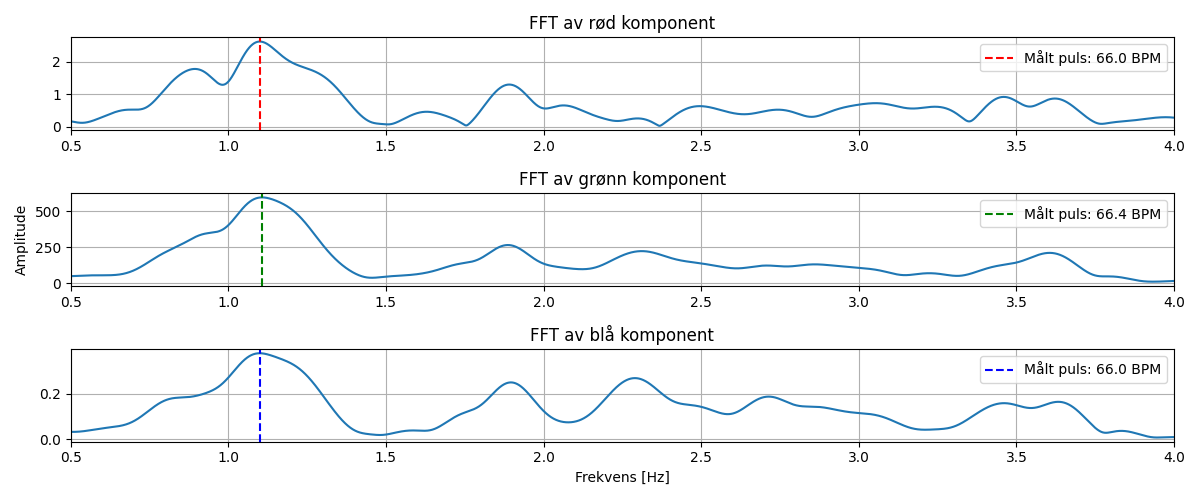 FFT av rød komponent
2
1
0
Målt puls: 66.0 BPM
0.5 1.0 1.5 2.0 2.5 3.0 3.5 4.0
FFT av grønn komponent
Amplitude
500
250
0
Målt puls: 66.4 BPM
0.5 1.0 1.5 2.0 2.5 3.0 3.5 4.0
FFT av blå komponent
0.2
0.0
Målt puls: 66.0 BPM
0.5 1.0 1.5 2.0 2.5 3.0 3.5 4.0
Frekvens [Hz]